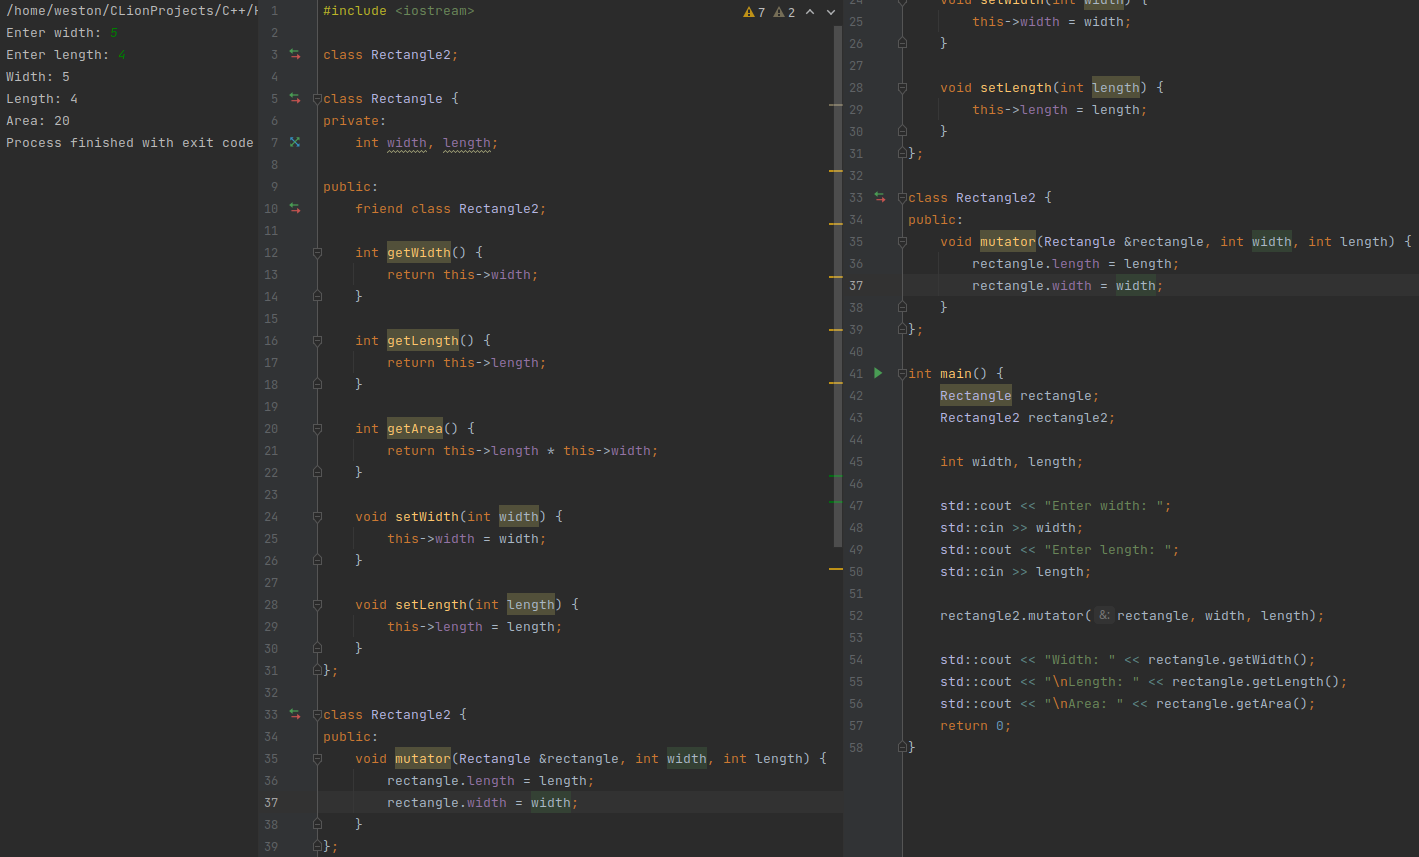 /home/weston/CLionProjects/C++/
Enter width: 5
Enter length: 4
Width: 5
Length: 4
Area: 20
Process finished with exit code
7 2
1 #include <iostream>
2
3 class Rectangle2;
4
5 class Rectangle {
6 private:
7 int width, length;
8
9 public:
10 friend class Rectangle2;
11
12 int getWidth() {
13 return this->width;
14 }
15
16 int getLength() {
17 return this->length;
18 }
19
20 int getArea() {
21 return this->length * this->width;
22 }
23
24 void setWidth(int width) {
25 this->width = width;
26 }
27
28 void setLength(int length) {
29 this->length = length;
30 }
31 };
32
33 class Rectangle2 {
34 public:
35 void mutator(Rectangle &rectangle, int width, int length) {
36 rectangle.length = length;
37 rectangle.width = width;
38 }
39 };
24 void setWidth(int width) {
25 this->width = width;
26 }
27
28 void setLength(int length) {
29 this->length = length;
30 }
31 };
32
33 class Rectangle2 {
34 public:
35 void mutator(Rectangle &rectangle, int width, int length) {
36 rectangle.length = length;
37 rectangle.width = width;
38 }
39 };
40
41 int main() {
42 Rectangle rectangle;
43 Rectangle2 rectangle2;
44
45 int width, length;
46
47 std::cout << "Enter width: ";
48 std::cin >> width;
49 std::cout << "Enter length: ";
50 std::cin >> length;
51
52 rectangle2.mutator( &: rectangle, width, length);
53
54 std::cout << "Width: " << rectangle.getWidth();
55 std::cout << "\nLength: " << rectangle.getLength();
56 std::cout << "\nArea: " << rectangle.getArea();
57 return 0;
58 }